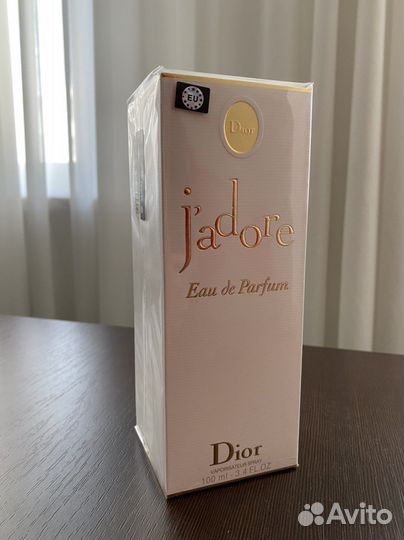 EU
Dior
j'adore
Eau de Parfum
Dior
VAPORISATEUR SPRAY
100 ml - 3.4 FL.OZ
Avito